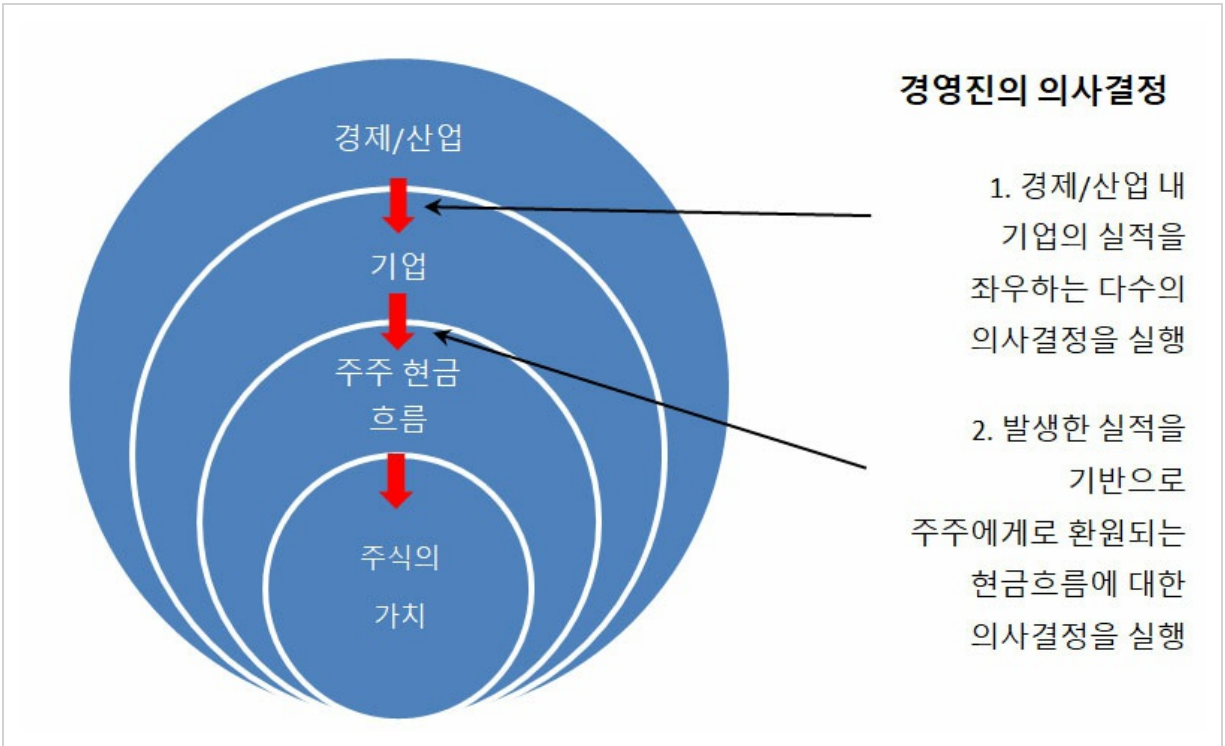 경제/산업
기업
주주 현금
흐름
주식의
가치
경영진의 의사결정
1. 경제/산업 내
기업의 실적을
좌우하는 다수의
의사결정을 실행
2. 발생한 실적을
기반으로
주주에게로 환원되는
현금흐름에 대한
의사결정을 실행